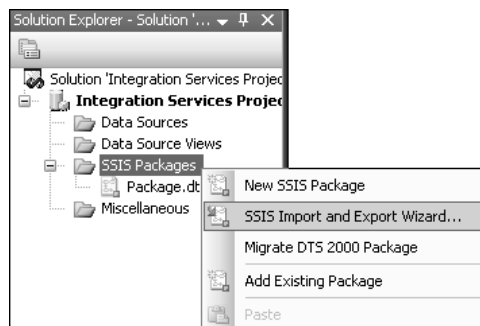 Solution Explorer - Solution '...
Solution 'Integration Services Projec
Integration Services Projec
Data Sources
Data Source Views
SSIS Packages
Package.dt
Miscellaneous
New SSIS Package
SSIS Import and Export Wizard...
Migrate DTS 2000 Package
Add Existing Package
Paste